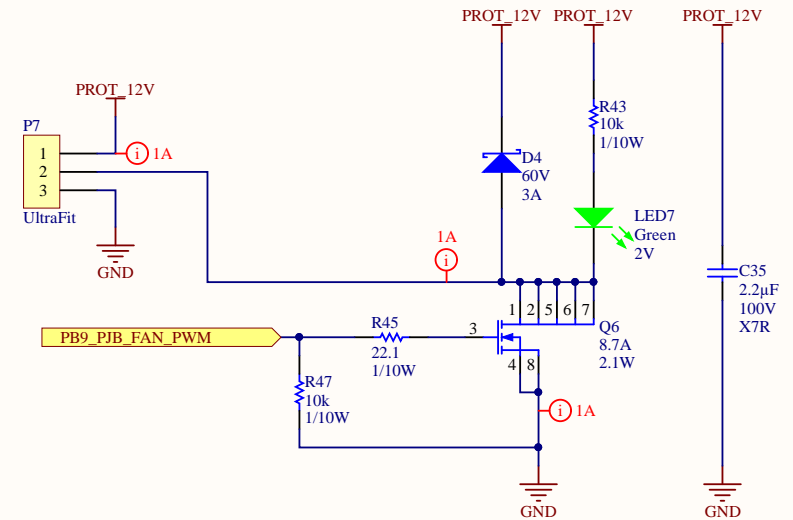 PROT_12V PROT_12V PROT_12V
PROT_12V
P7
1
2
3
UltraFit
i 1A
GND
R43
10k
1/10W
D4
60V
3A
LED7
Green
2V
1A
i
C35
2.2µF
100V
X7R
1 2 5 6 7
Q6
8.7A
2.1W
3
4 8
PB9_PJB_FAN_PWM
R45
22.1
1/10W
R47
10k
1/10W
i 1A
GND
GND